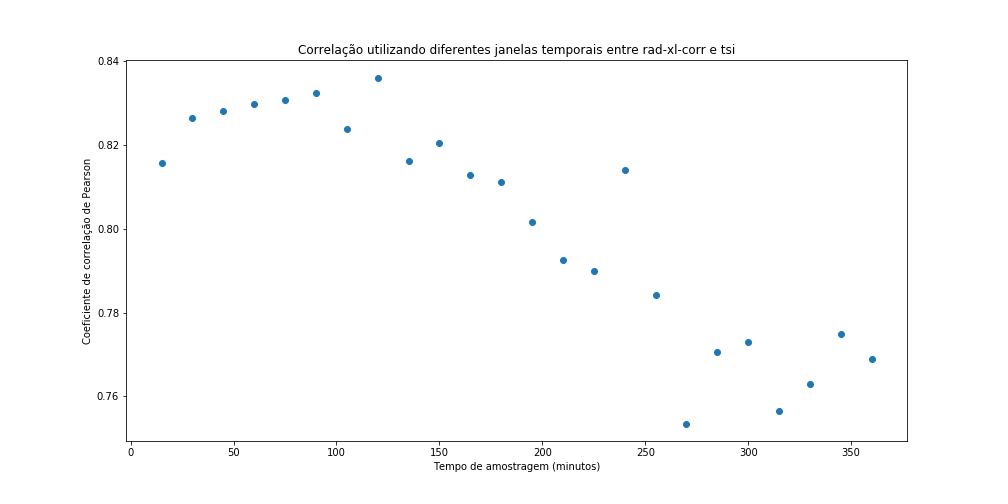 Correlação utilizando diferentes janelas temporais entre rad-xl-corr e tsi
Coeficiente de correlação de Pearson
0.84
0.82
0.80
0.78
0.76
0 50 100 150 200 250 300 350
Tempo de amostragem (minutos)